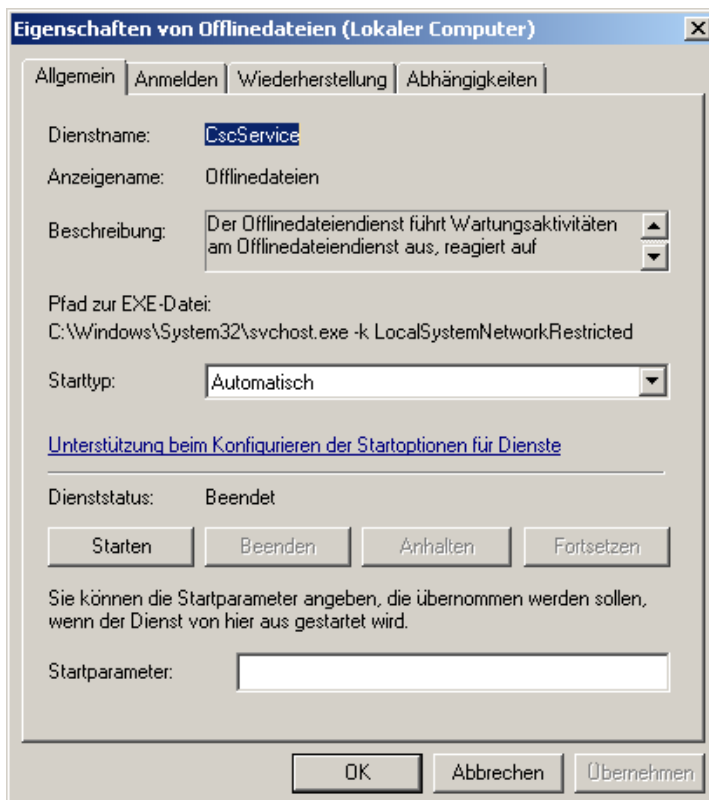 Eigenschaften von Offlinedateien (Lokaler Computer)
Allgemein Anmelden Wiederherstellung Abhängigkeiten
Dienstname: CscService
Anzeigename: Offlinedateien
Beschreibung: Der Offlinedateiendienst führt Wartungsaktivitäten
am Offlinedateiendienst aus, reagiert auf
Pfad zur EXE-Datei:
C:\Windows\System32\svchost.exe -k LocalSystemNetworkRestricted
Starttyp: Automatisch
Unterstützung beim Konfigurieren der Startoptionen für Dienste
Dienststatus: Beendet
Starten Beenden Anhalten Fortsetzen
Sie können die Startparameter angeben, die übernommen werden sollen,
wenn der Dienst von hier aus gestartet wird.
Startparameter:
OK Abbrechen Übernehmen